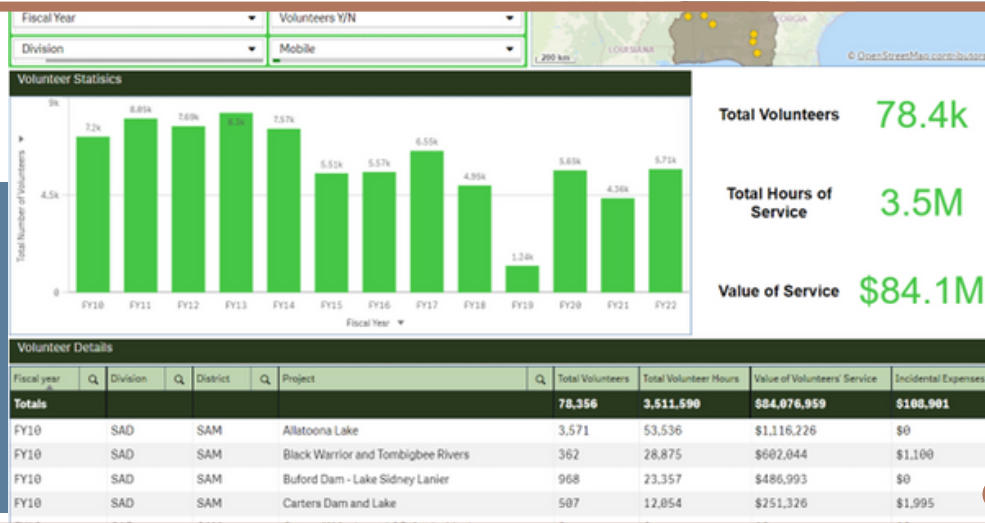 Fiscal Year
Volunteers Y/N
Division
Mobile
GEORGIA
LOUISIANA
200 km
© OpenStreetMap contributors
Volunteer Statisics
9k
4.5k
0
Total Number of Volunteers
7.2k
8.05k
7.69k
8.3k
7.57k
5.51k
5.57k
6.55k
4.95k
1.24k
5.65k
4.36k
5.71k
FY10 FY11 FY12 FY13 FY14 FY15 FY16 FY17 FY18 FY19 FY20 FY21 FY22
Fiscal Year
Total Volunteers 78.4k
Total Hours of
Service 3.5M
Value of Service $84.1M
Volunteer Details
Fiscal year Division District Project Total Volunteers Total Volunteer Hours Value of Volunteers' Service Incidental Expenses
Totals 78,356 3,511,590 $84,076,959 $108,901
FY10 SAD SAM Allatoona Lake 3,571 53,536 $1,116,226 $0
FY10 SAD SAM Black Warrior and Tombigbee Rivers 362 28,875 $602,044 $1,100
FY10 SAD SAM Buford Dam - Lake Sidney Lanier 968 23,357 $486,993 $0
FY10 SAD SAM Carters Dam and Lake 507 12,054 $251,326 $1,995